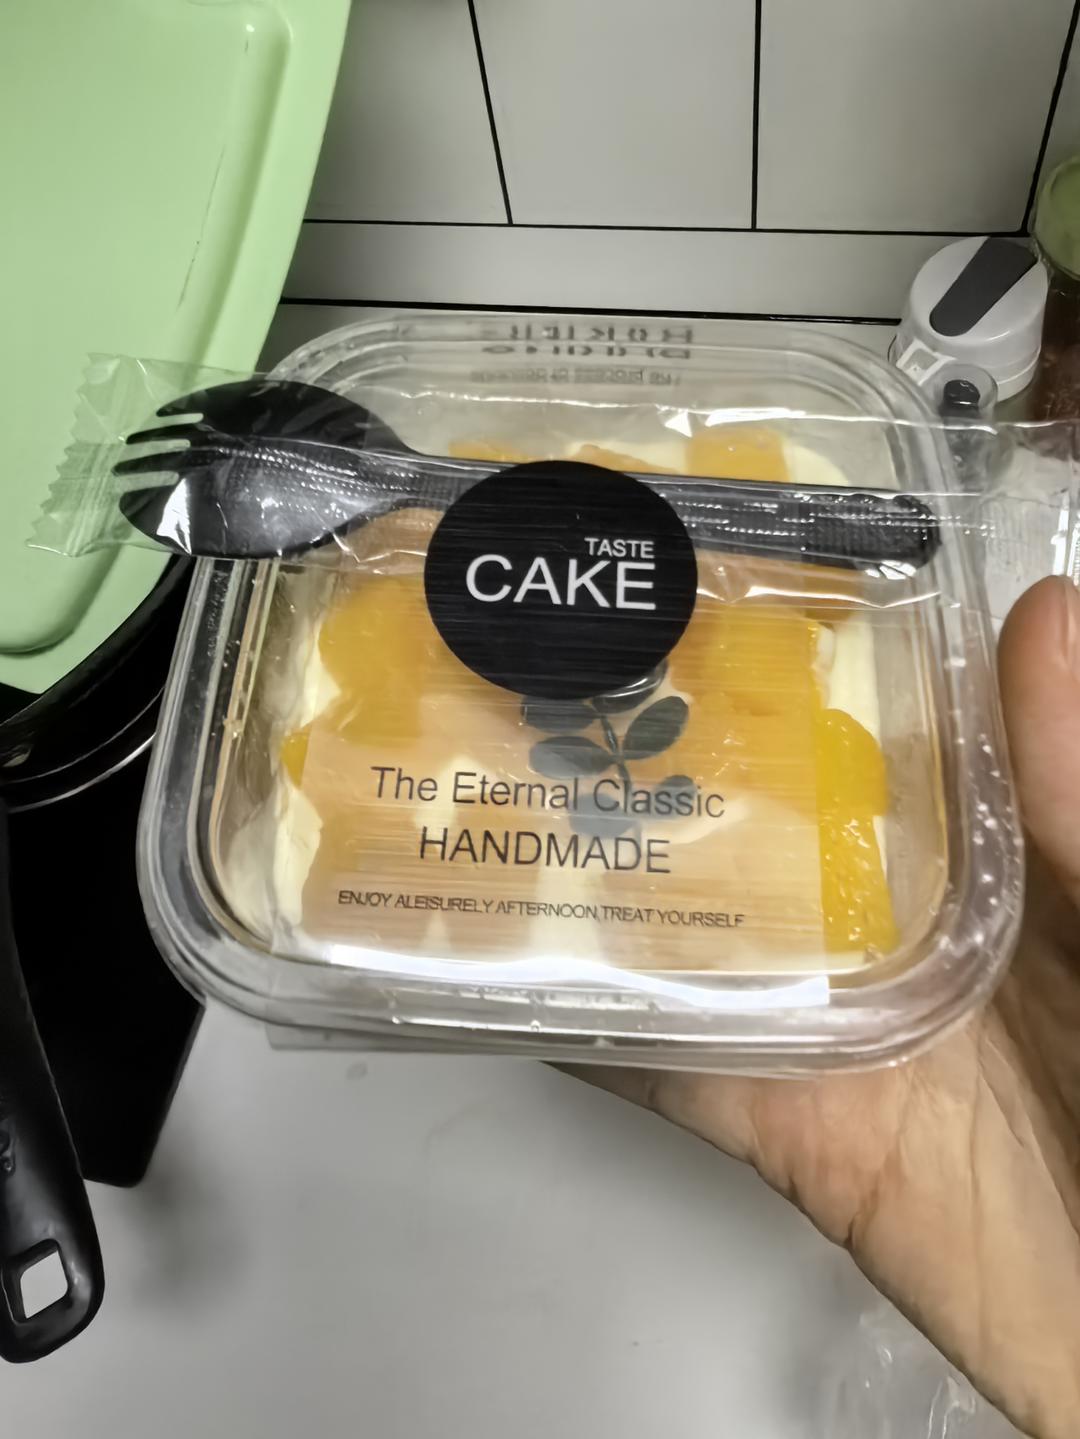 TASTE
CAKE
The Eternal Classic
HANDMADE
ENJOY ALEISURELY AFTERNOON,TREAT YOURSELF